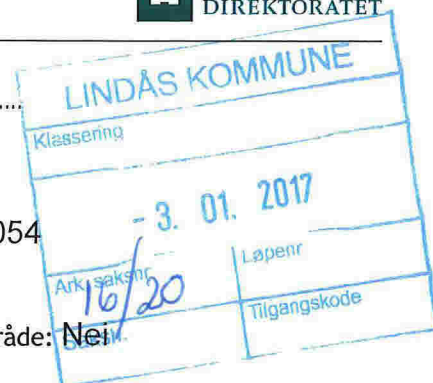 DIREKTORATET
LINDÅS KOMMUNE
Klassering
- 3. 01. 2017
054
Ark. saksnr.
Løpenr
16/20
Tilgangskode
råde: Nei